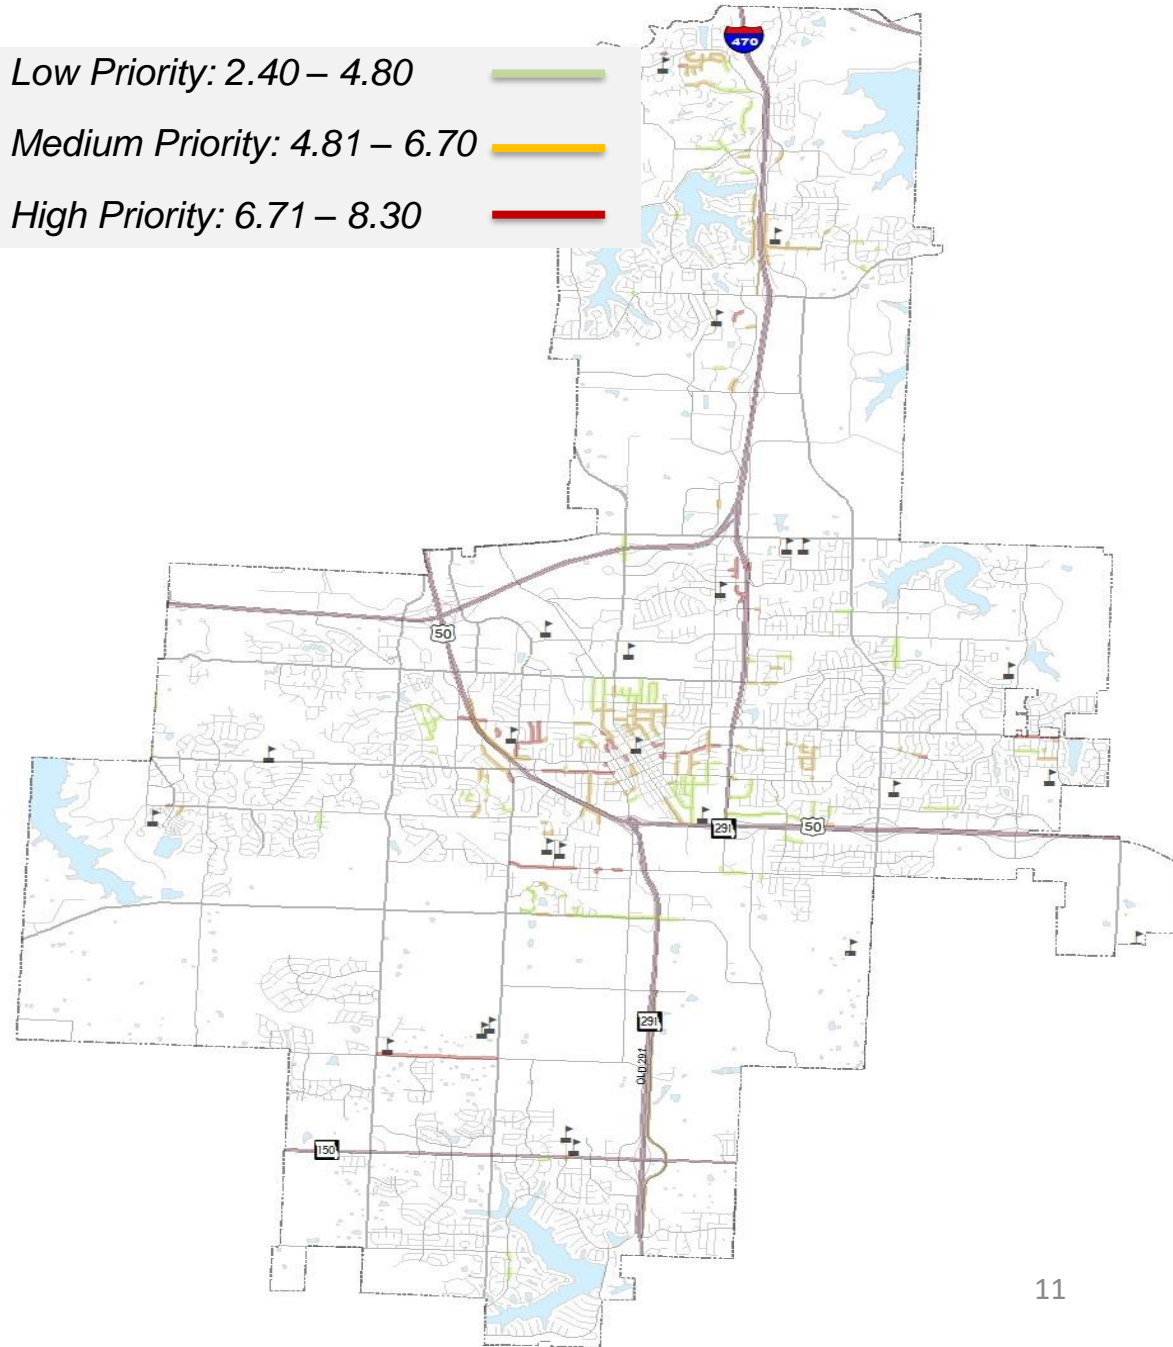 470
Low Priority: 2.40 – 4.80
Medium Priority: 4.81 – 6.70
High Priority: 6.71 – 8.30
50
291
50
291
OLD 291
150
11